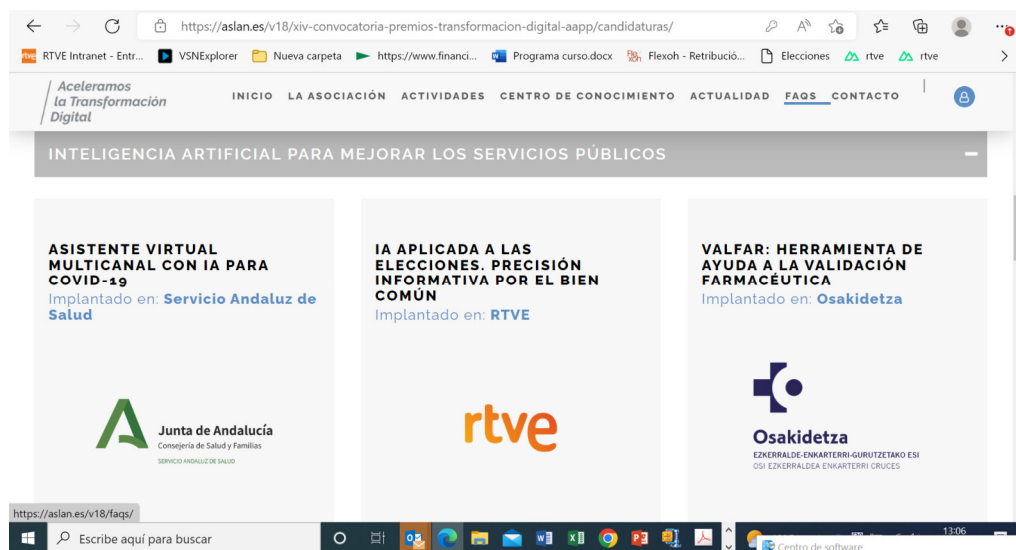 https://aslan.es/v18/xiv-convocatoria-premios-transformacion-digital-aapp/candidaturas/
rtve RTVE Intranet - Entr... VSNExplorer Nueva carpeta https://www.financi... Programa curso.docx Flexoh - Retribució... Elecciones rtve rtve
Aceleramos
la Transformación
Digital
INICIO LA ASOCIACIÓN ACTIVIDADES CENTRO DE CONOCIMIENTO ACTUALIDAD FAQS CONTACTO
INTELIGENCIA ARTIFICIAL PARA MEJORAR LOS SERVICIOS PÚBLICOS
ASISTENTE VIRTUAL
MULTICANAL CON IA PARA
COVID-19
Implantado en: Servicio Andaluz de
Salud
Junta de Andalucía
Consejería de Salud y Familias
SERVICIO ANDALUZ DE SALUD
IA APLICADA A LAS
ELECCIONES. PRECISIÓN
INFORMATIVA POR EL BIEN
COMÚN
Implantado en: RTVE
rtve
VALFAR: HERRAMIENTA DE
AYUDA A LA VALIDACIÓN
FARMACÉUTICA
Implantado en: Osakidetza
Osakidetza
EZKERRALDE-ENKARTERRI-GURUTZETAKO ESI
OSI EZKERRALDEA ENKARTERRI CRUCES
https://aslan.es/v18/faqs/
Escribe aquí para buscar
13:06
Centro de software